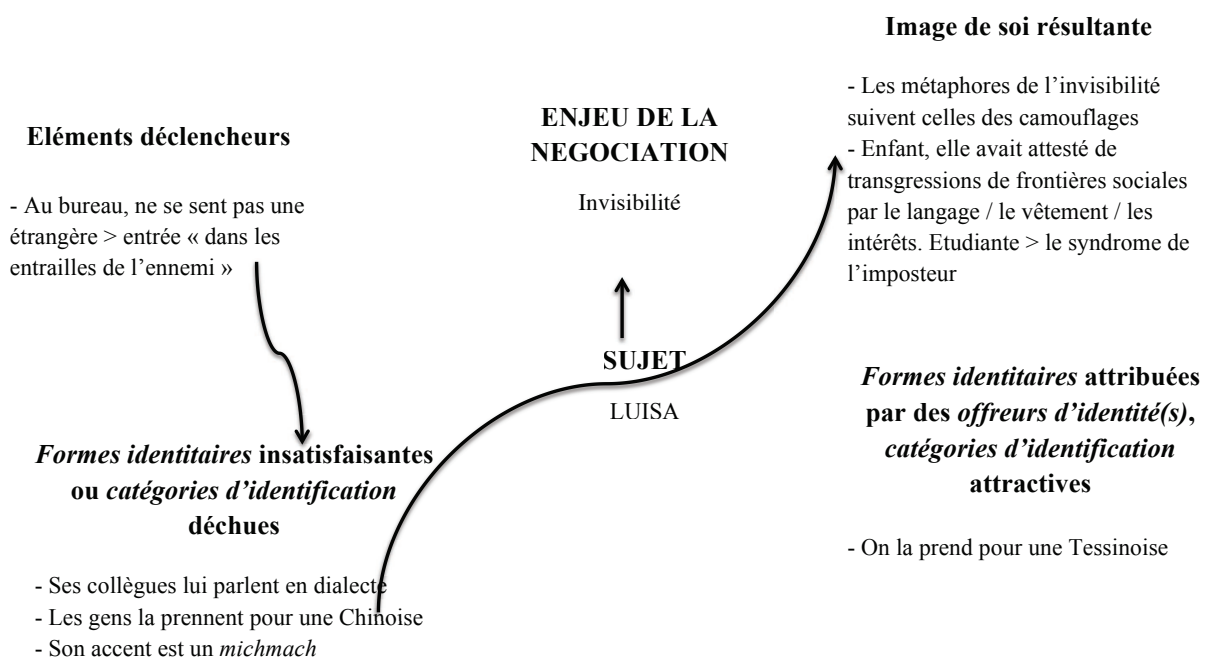 Eléments déclencheurs
- Au bureau, ne se sent pas une
étrangère > entrée « dans les
entrailles de l’ennemi »
Formes identitaires insatisfaisantes
ou catégories d’identification
déchues
- Ses collègues lui parlent en dialecte
- Les gens la prennent pour une Chinoise
- Son accent est un michmach
ENJEU DE LA
NEGOCIATION
Invisibilité
SUJET
LUISA
Image de soi résultante
- Les métaphores de l’invisibilité
suivent celles des camouflages
- Enfant, elle avait attesté de
transgressions de frontières sociales
par le langage / le vêtement / les
intérêts. Etudiante > le syndrome de
l’imposteur
Formes identitaires attribuées
par des offreurs d’identité(s),
catégories d’identification
attractives
- On la prend pour une Tessinoise